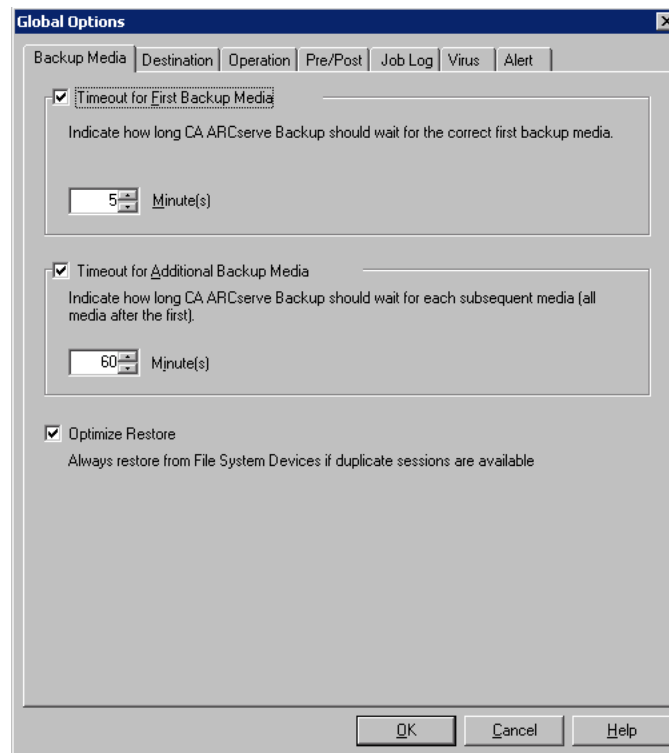 Global Options
Backup Media Destination Operation Pre/Post Job Log Virus Alert
Timeout for First Backup Media
Indicate how long CA ARCserve Backup should wait for the correct first backup media.
5 Minute(s)
Timeout for Additional Backup Media
Indicate how long CA ARCserve Backup should wait for each subsequent media (all
media after the first).
60 Minute(s)
Optimize Restore
Always restore from File System Devices if duplicate sessions are available
OK Cancel Help